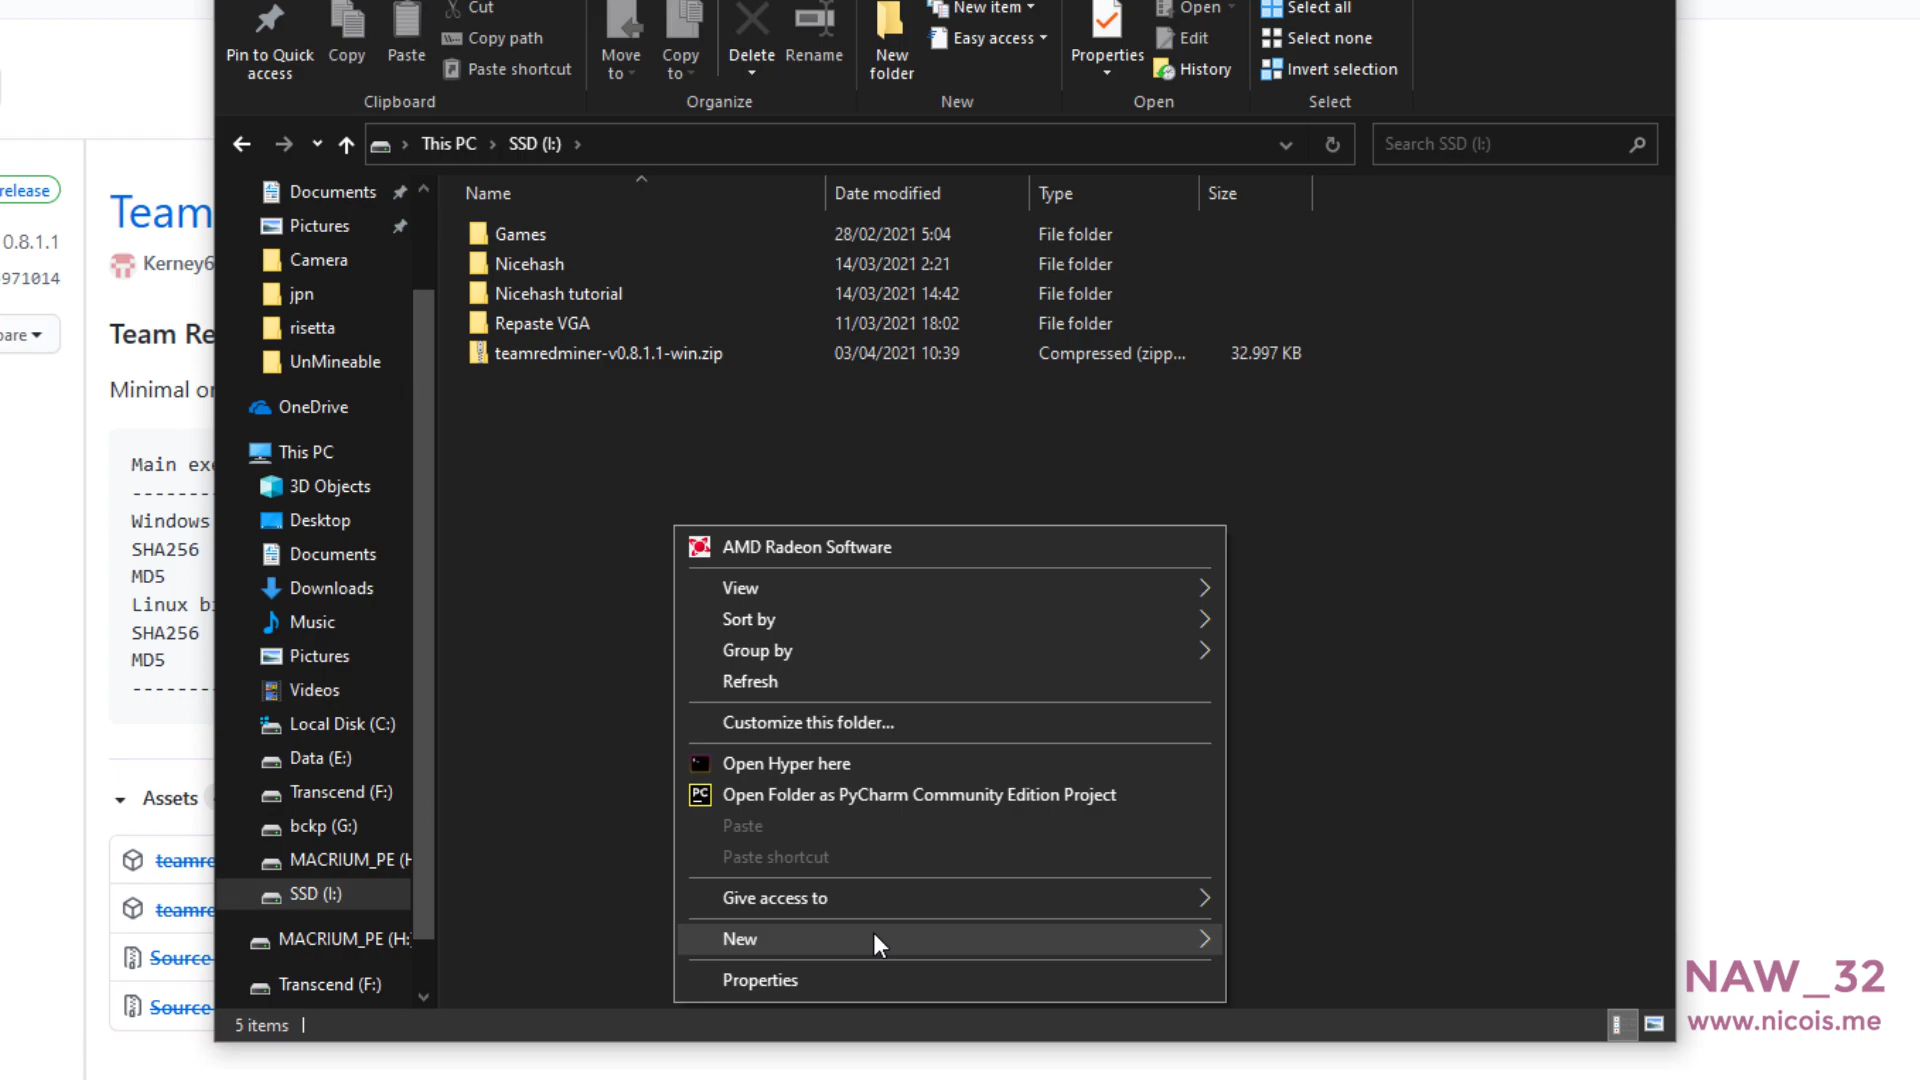 Cut
New item
Open
Select all
Copy path
Easy access
Edit
Select none
Pin to Quick access
Copy
Paste
Paste shortcut
Move to
Copy to
Delete
Rename
New folder
Properties
History
Invert selection
Clipboard
Organize
New
Open
Select
This PC
SSD (I:)
Search SSD (I:)
Name
Date modified
Type
Size
Games 28/02/2021 5:04 File folder
Nicehash 14/03/2021 2:21 File folder
Nicehash tutorial 14/03/2021 14:42 File folder
Repaste VGA 11/03/2021 18:02 File folder
teamredminer-v0.8.1.1-win.zip 03/04/2021 10:39 Compressed (zipp... 32.997 KB
Documents
Pictures
Camera
jpn
risetta
UnMineable
OneDrive
This PC
3D Objects
Desktop
Documents
Downloads
Music
Pictures
Videos
Local Disk (C:)
Data (E:)
Transcend (F:)
bckp (G:)
MACRIUM_PE (H
SSD (I:)
MACRIUM_PE (H:
Transcend (F:)
5 items
AMD Radeon Software
View
Sort by
Group by
Refresh
Customize this folder...
Open Hyper here
Open Folder as PyCharm Community Edition Project
Paste
Paste shortcut
Give access to
New
Properties
release
0.8.1.1
971014
Team
Kerney6
Team Re
Minimal
Main
--------
Windows
SHA256
MD5
Linux
SHA256
MD5
--------
Assets
teamre
teamre
Source
Source
NAW_32
www.nicois.me